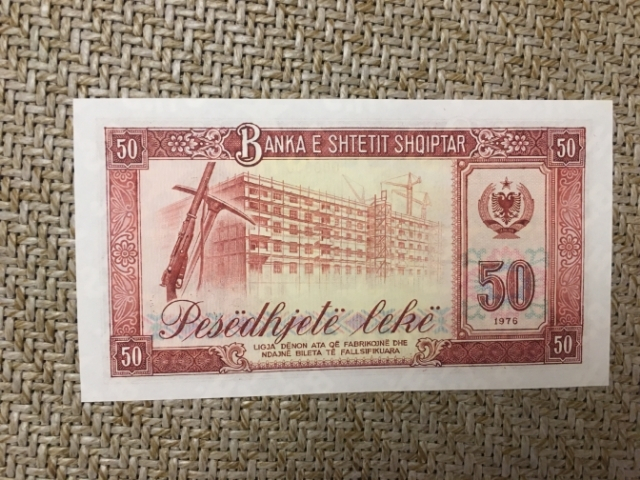 50
BANKA E SHTETIT SHQIPTAR
50
50
1976
Pesëdhjetë lekë
LIGJA DËNON ATA QË FABRIKOJNË DHE
NDAJNË BILETA TË FALLSIFIKUARA
50
50